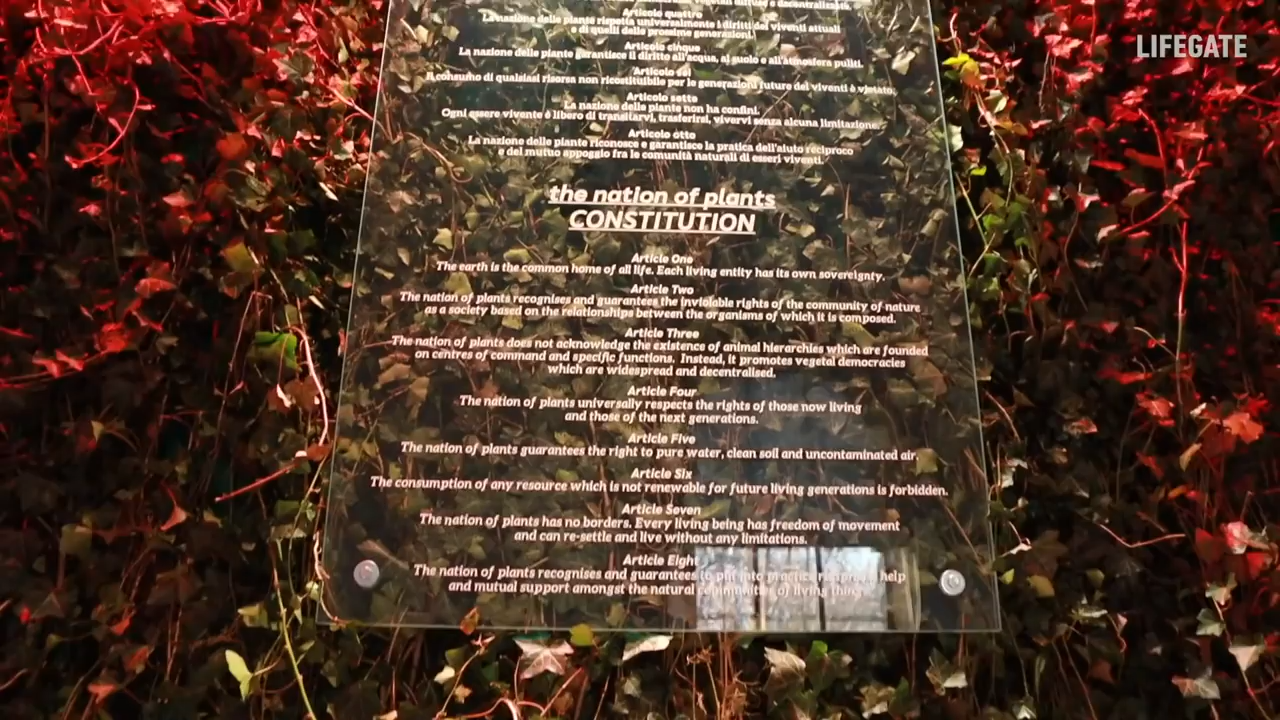 vegetali diffuse e decentralizzate.
Articolo quattro
La nazione delle piante rispetta universalmente i diritti dei viventi attuali
e di quelli delle prossime generazioni.
Articolo cinque
La nazione delle piante garantisce il diritto all'acqua, al suolo e all'atmosfera puliti.
Articolo sei
Il consumo di qualsiasi risorsa non ricostituibile per le generazioni future dei viventi è vietato.
Articolo sette
La nazione delle piante non ha confini.
Ogni essere vivente è libero di transitarvi, trasferirsi, vivervi senza alcuna limitazione.
Articolo otto
La nazione delle piante riconosce e garantisce la pratica dell'aiuto reciproco
e del mutuo appoggio fra le comunità naturali di esseri viventi.
the nation of plants
CONSTITUTION
Article One
The earth is the common home of all life. Each living entity has its own sovereignty.
Article Two
The nation of plants recognises and guarantees the inviolable rights of the community of nature
as a society based on the relationships between the organisms of which it is composed.
Article Three
The nation of plants does not acknowledge the existence of animal hierarchies which are founded
on centres of command and specific functions. Instead, it promotes vegetal democracies
which are widespread and decentralised.
Article Four
The nation of plants universally respects the rights of those now living
and those of the next generations.
Article Five
The nation of plants guarantees the right to pure water, clean soil and uncontaminated air.
Article Six
The consumption of any resource which is not renewable for future living generations is forbidden.
Article Seven
The nation of plants has no borders. Every living being has freedom of movement
and can re-settle and live without any limitations.
Article Eight
The nation of plants recognises and guarantees to put into practice reciprocal help
and mutual support amongst the natural communities of living things
LIFEGATE